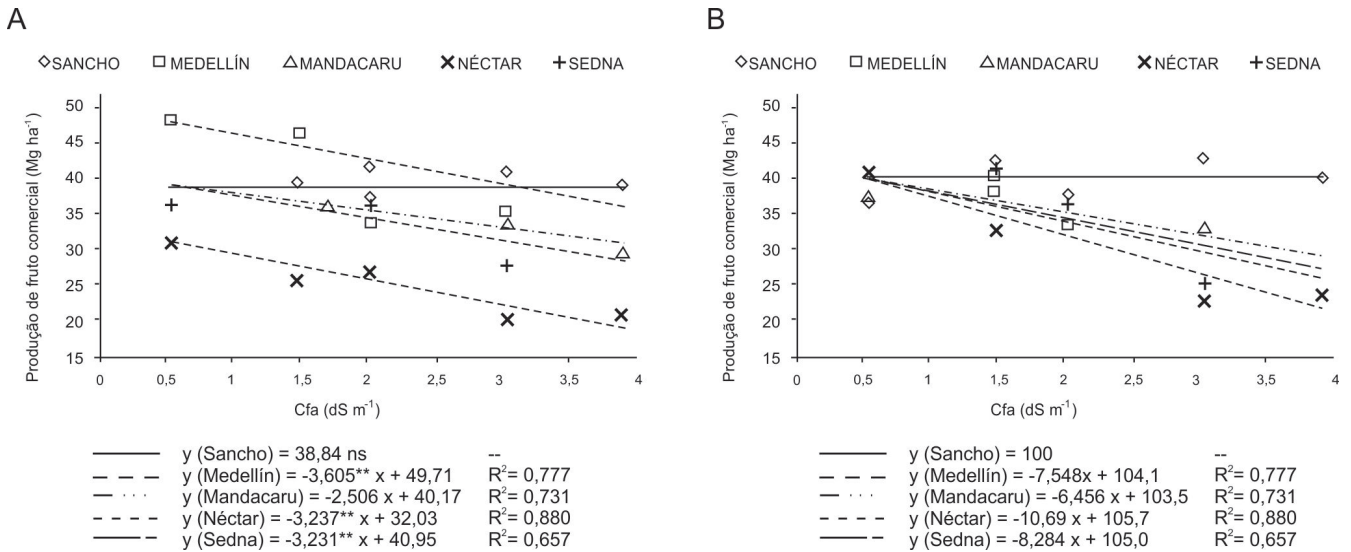 A
SANCHO MEDELLÍN MANDACARU NÉCTAR SEDNA
Produção de fruto comercial (Mg ha⁻¹)
50
45
40
35
30
25
20
15
0 0,5 1 1,5 2 2,5 3 3,5 4
Cfa (dS m⁻¹)
y (Sancho) = 38,84 ns --
y (Medellín) = -3,605** x + 49,71 R²= 0,777
y (Mandacaru) = -2,506 x + 40,17 R²= 0,731
y (Néctar) = -3,237** x + 32,03 R²= 0,880
y (Sedna) = -3,231** x + 40,95 R²= 0,657
B
SANCHO MEDELLÍN MANDACARU NÉCTAR SEDNA
Produção de fruto comercial (Mg ha⁻¹)
50
45
40
35
30
25
20
15
0 0,5 1 1,5 2 2,5 3 3,5 4
Cfa (dS m⁻¹)
y (Sancho) = 100 --
y (Medellín) = -7,548x + 104,1 R²= 0,777
y (Mandacaru) = -6,456 x + 103,5 R²= 0,731
y (Néctar) = -10,69 x + 105,7 R²= 0,880
y (Sedna) = -8,284 x + 105,0 R²= 0,657